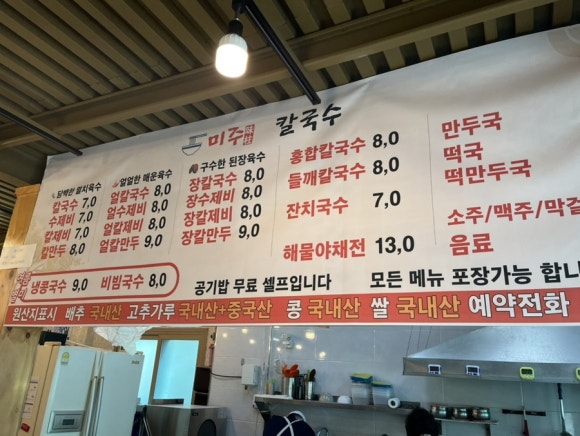 미주 칼국수
담백한 멸치육수
칼국수 7,0
수제비 7,0
칼제비 7,0
칼만두 8,0
얼얼한 매운육수
얼칼국수 8,0
얼수제비 8,0
얼칼제비 8,0
얼칼만두 9,0
구수한 된장육수
장칼국수 8,0
장수제비 8,0
장칼제비 8,0
장칼만두 9,0
홍합칼국수 8,0
들깨칼국수 8,0
잔치국수 7,0
해물야채전 13,0
만두국
떡국
떡만두국
소주/맥주/막걸
음료
냉콩국수 9,0 비빔국수 8,0
공기밥 무료 셀프입니다
모든 메뉴 포장가능 합니
원산지표시 배추 국내산 고추가루 국내산+중국산 콩 국내산 쌀 국내산 예약전화